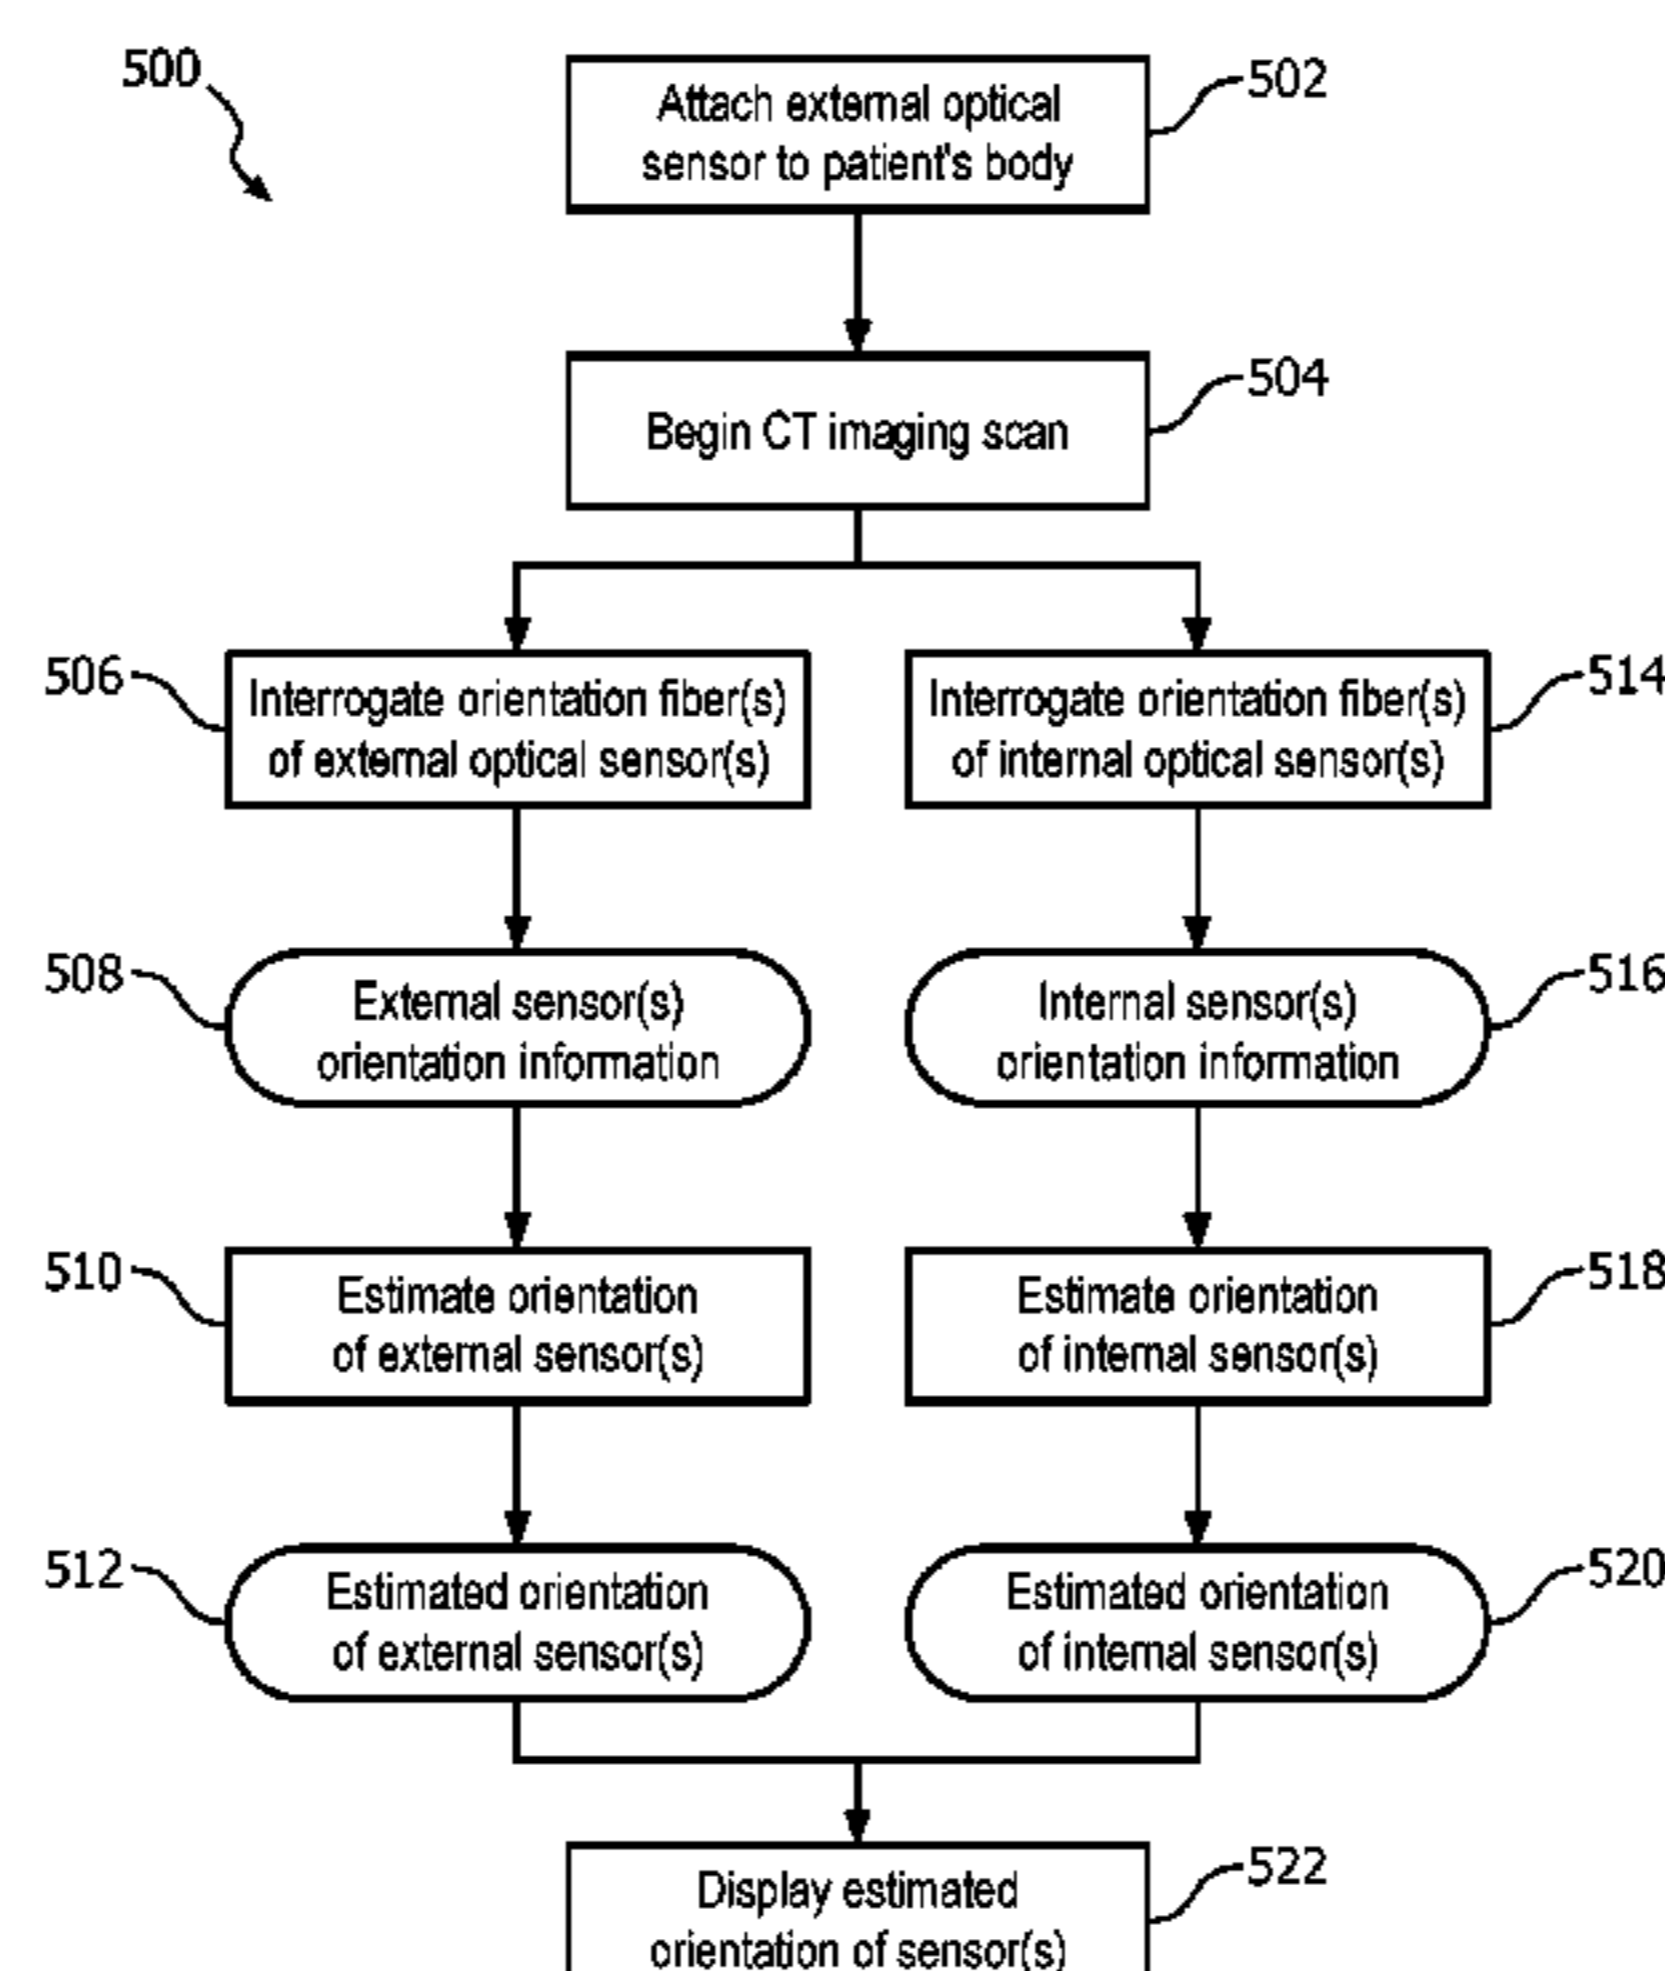 500
Attach external optical
sensor to patient's body
502
Begin CT imaging scan
504
506
Interrogate orientation fiber(s)
of external optical sensor(s)
Interrogate orientation fiber(s)
of internal optical sensor(s)
514
508
External sensor(s)
orientation information
Internal sensor(s)
orientation information
516
510
Estimate orientation
of external sensor(s)
Estimate orientation
of internal sensor(s)
518
512
Estimated orientation
of external sensor(s)
Estimated orientation
of internal sensor(s)
520
Display estimated
orientation of sensor(s)
522